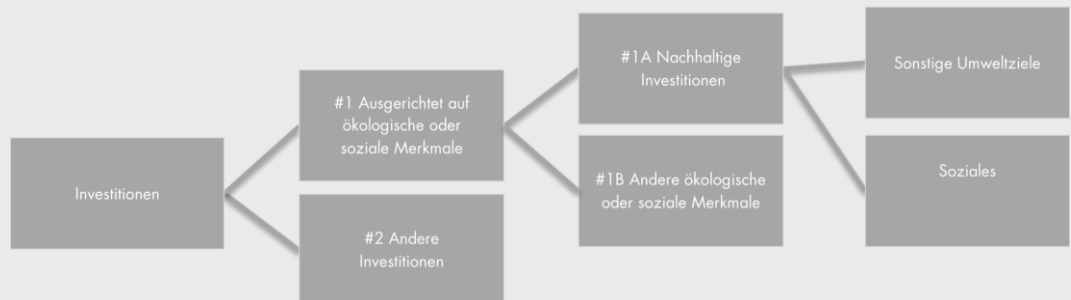 Investitionen
#1 Ausgerichtet auf
ökologische oder
soziale Merkmale
#2 Andere
Investitionen
#1A Nachhaltige
Investitionen
#1B Andere ökologische
oder soziale Merkmale
Sonstige Umweltziele
Soziales